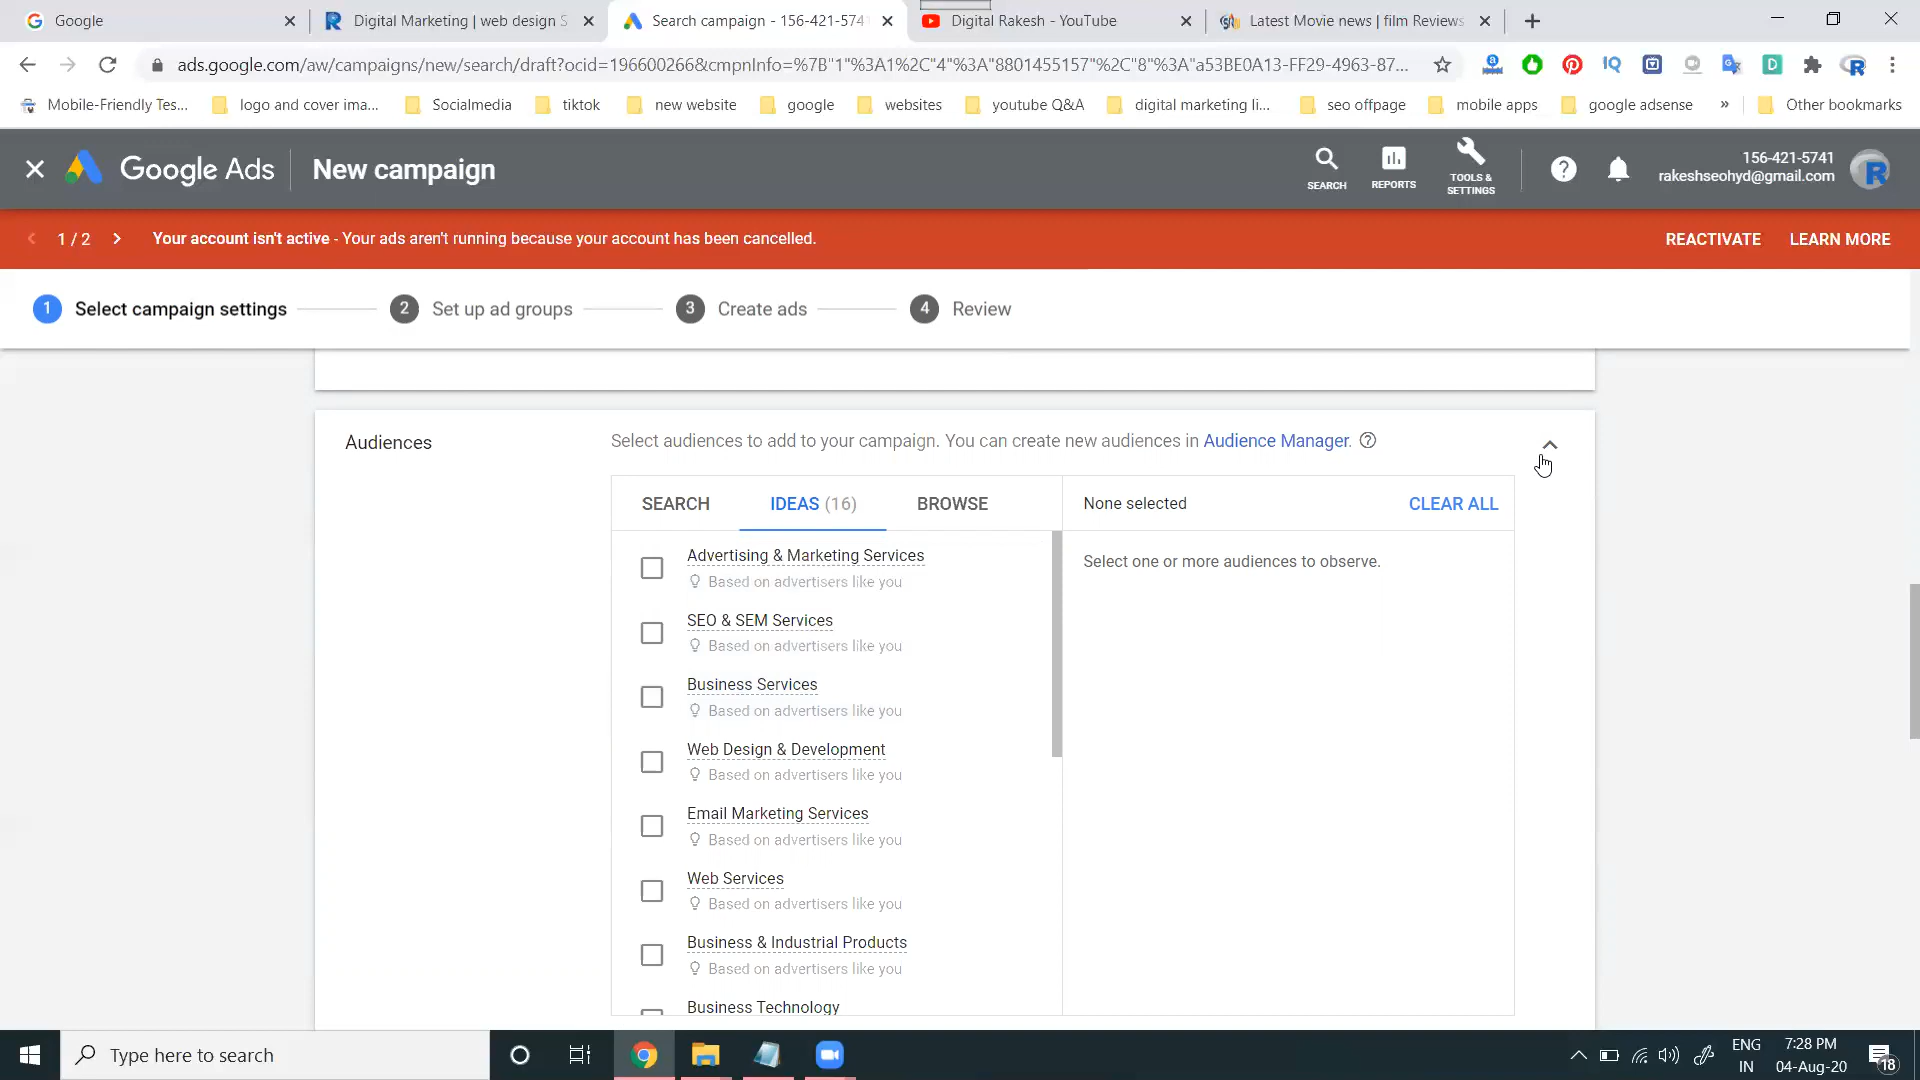 Google
Digital Marketing | web design S
Search campaign - 156-421-5741
Digital Rakesh - YouTube
Latest Movie news | film Reviews
ads.google.com/aw/campaigns/new/search/draft?ocid=196600266&cmpnInfo=%7B"1"%3A1%2C"4"%3A"8801455157"%2C"8"%3A"a53BE0A13-FF29-4963-87...
Mobile-Friendly Tes...
logo and cover ima...
Socialmedia
tiktok
new website
google
websites
youtube Q&A
digital marketing li...
seo offpage
mobile apps
google adsense
»
Other bookmarks
Google Ads
New campaign
SEARCH
REPORTS
TOOLS &
SETTINGS
156-421-5741
rakeshseohyd@gmail.com
1 / 2
Your account isn't active - Your ads aren't running because your account has been cancelled.
REACTIVATE
LEARN MORE
1 Select campaign settings
2 Set up ad groups
3 Create ads
4 Review
Audiences
Select audiences to add to your campaign. You can create new audiences in Audience Manager.
SEARCH
IDEAS (16)
BROWSE
None selected
CLEAR ALL
Select one or more audiences to observe.
Advertising & Marketing Services
Based on advertisers like you
SEO & SEM Services
Based on advertisers like you
Business Services
Based on advertisers like you
Web Design & Development
Based on advertisers like you
Email Marketing Services
Based on advertisers like you
Web Services
Based on advertisers like you
Business & Industrial Products
Based on advertisers like you
Business Technology
Type here to search
ENG
IN
7:28 PM
04-Aug-20
18